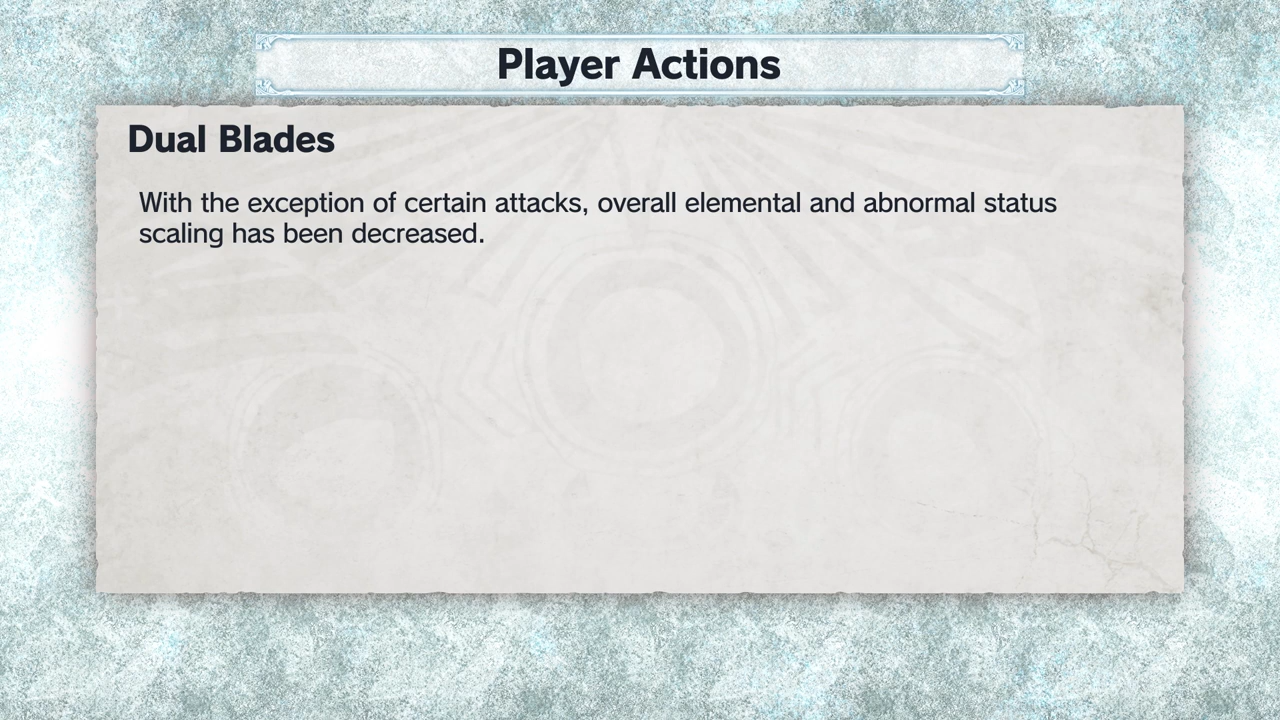 Player Actions
Dual Blades
With the exception of certain attacks, overall elemental and abnormal status
scaling has been decreased.